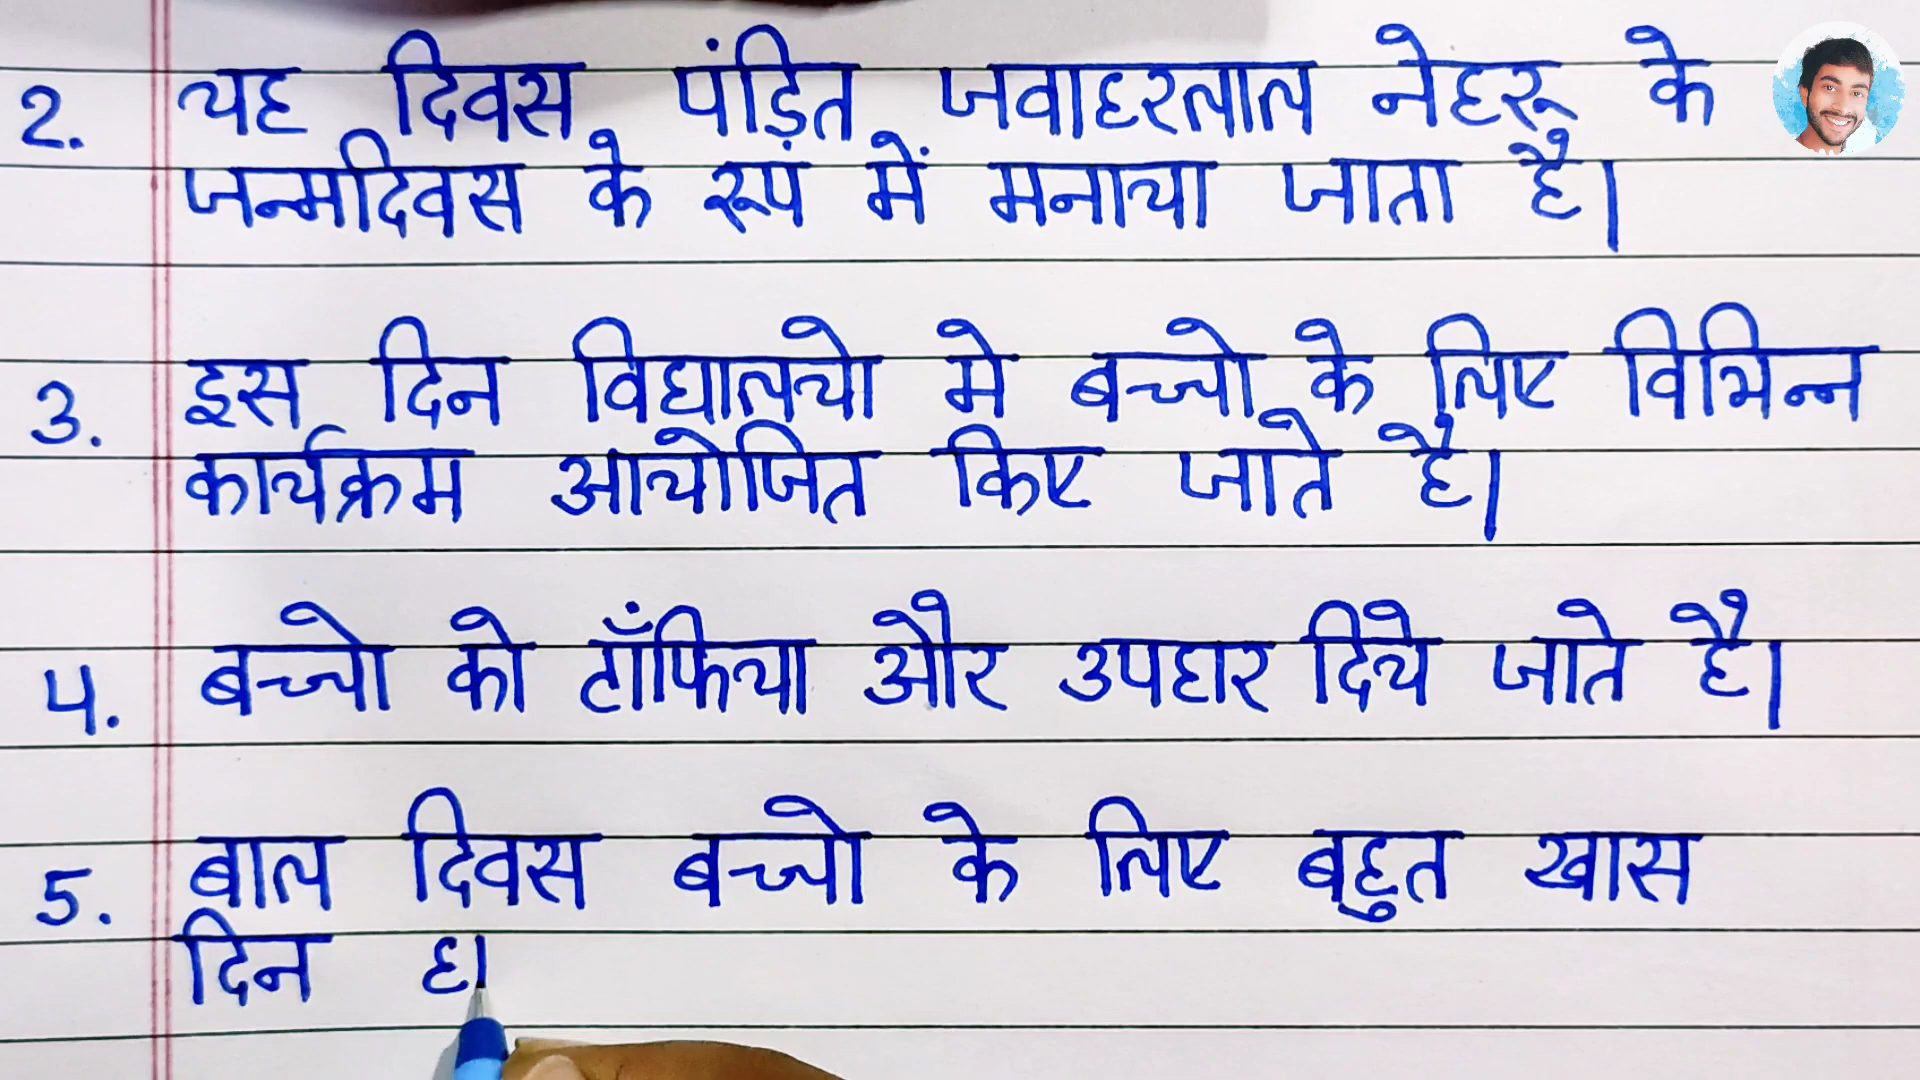 2. यह दिवस पंड़ित जवाहरलाल नेहरू के
जन्मदिवस के रूप में मनाया जाता है।
3. इस दिन विद्यालयो मे बच्चो के लिए विभिन्न
कार्यक्रम आयोजित किए जाते है।
4. बच्चो को टाँफिया और उपहार दिये जाते है।
5. बाल दिवस बच्चो के लिए बहुत खास
दिन ह।